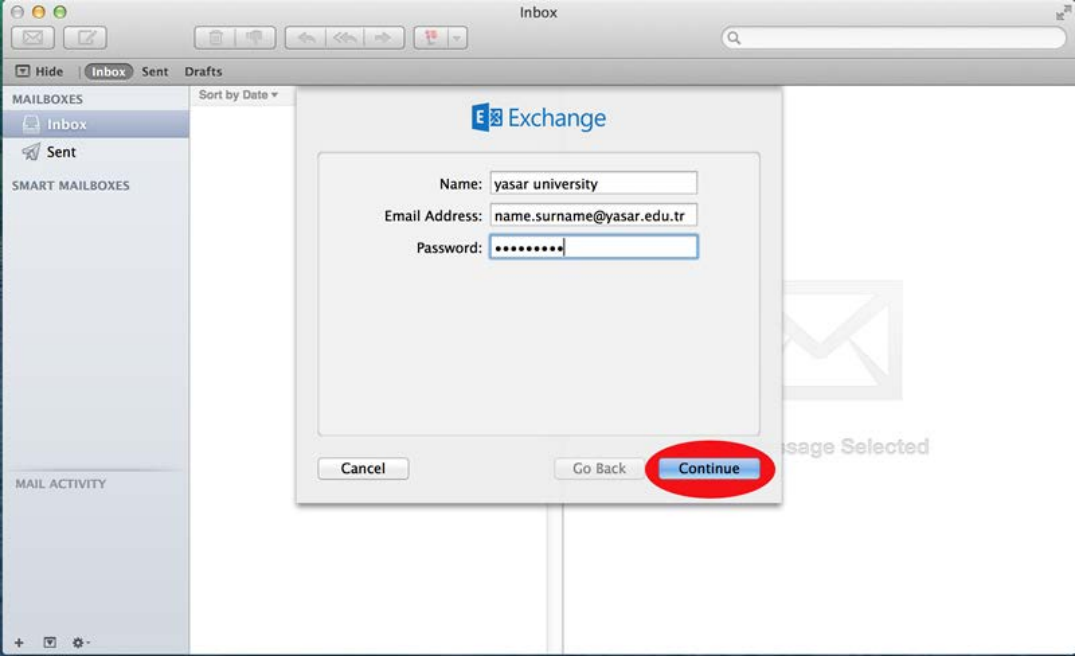 Inbox
Hide
Inbox Sent Drafts
MAILBOXES
Inbox
Sent
SMART MAILBOXES
MAIL ACTIVITY
Sort by Date
Exchange
Name: yasar university
Email Address: name.surname@yasar.edu.tr
Password: •••••••••
Cancel Go Back Continue
Selected